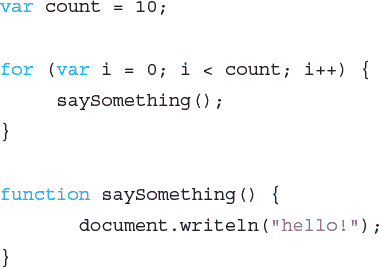 var count = 10;
for (var i = 0; i < count; i++) {
saySomething();
}
function saySomething() {
document.writeln("hello!");
}